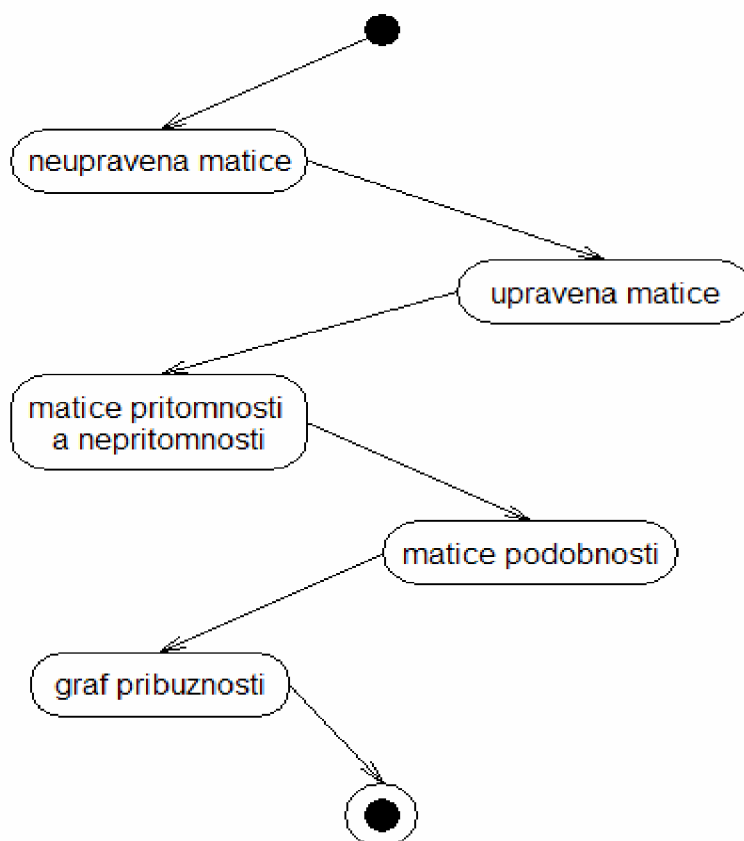 neupravena matice
upravena matice
matice pritomnosti
a nepritomnosti
matice podobnosti
graf pribuznosti